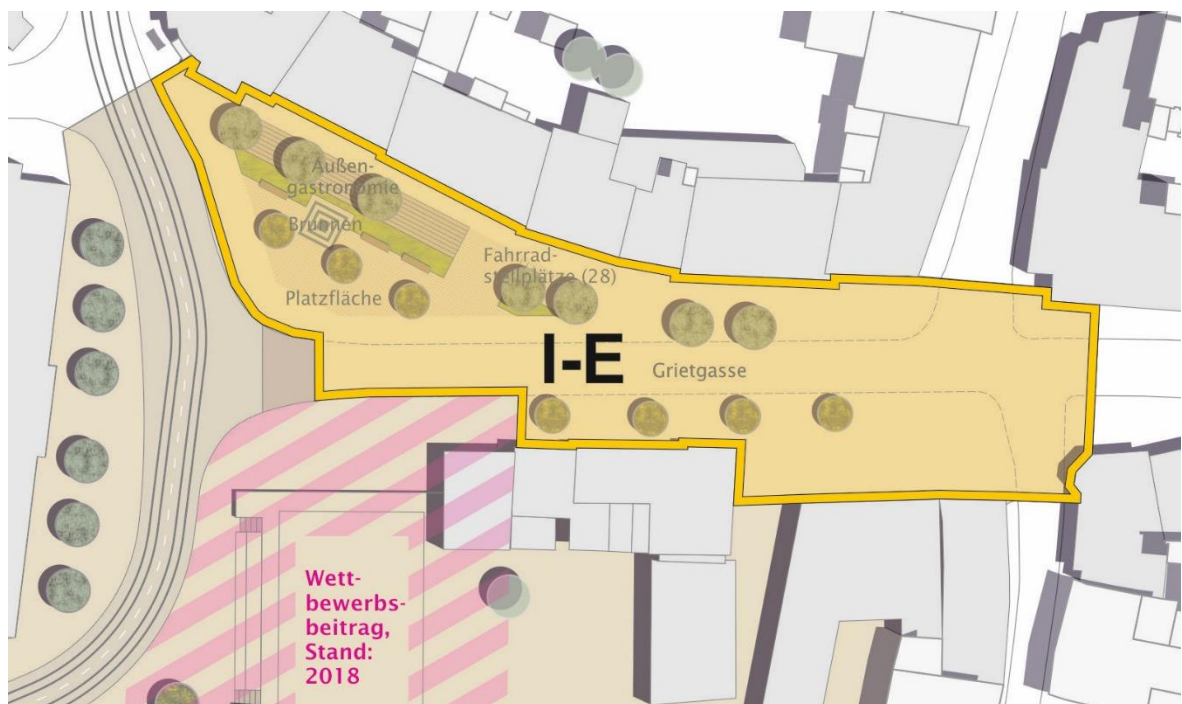 Außen-
gastronomie
Brunnen
Fahrrad-
stellplätze (28)
Platzfläche
I-E
Grietgasse
Wett-
bewerbs-
beitrag,
Stand:
2018